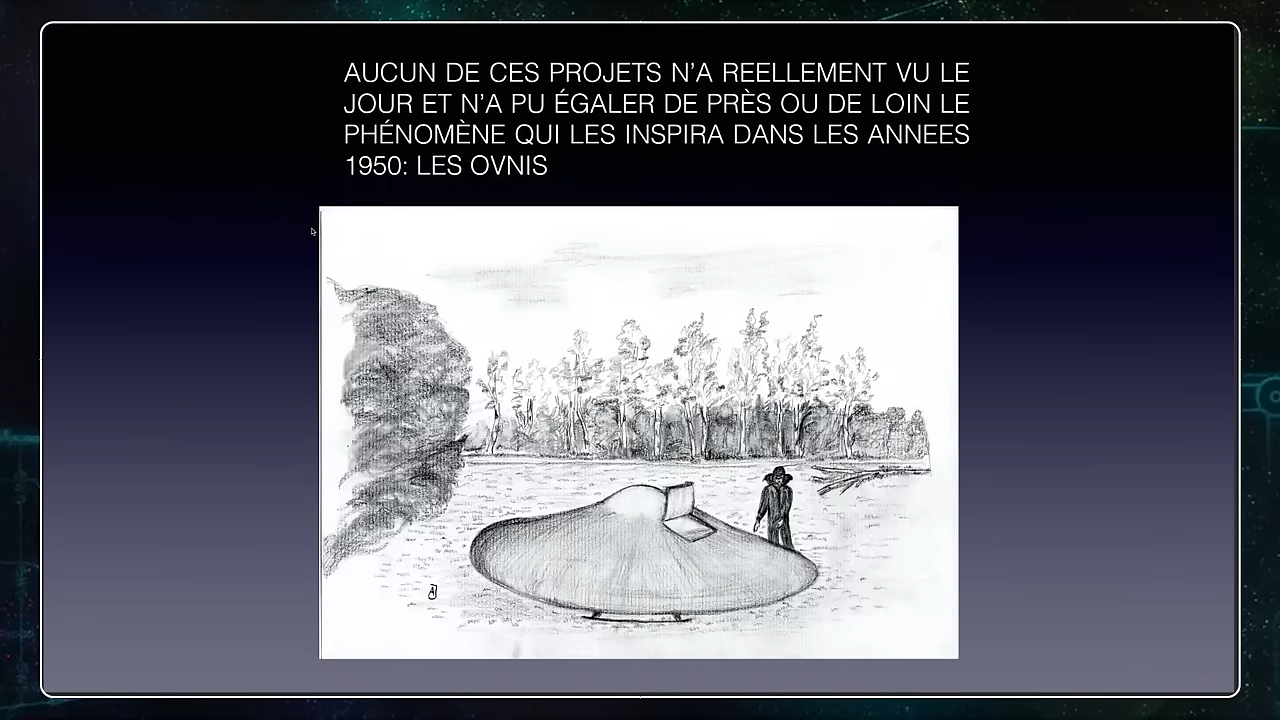 AUCUN DE CES PROJETS N’A REELLEMENT VU LE
JOUR ET N’A PU ÉGALER DE PRÈS OU DE LOIN LE
PHÉNOMÈNE QUI LES INSPIRA DANS LES ANNEES
1950: LES OVNIS